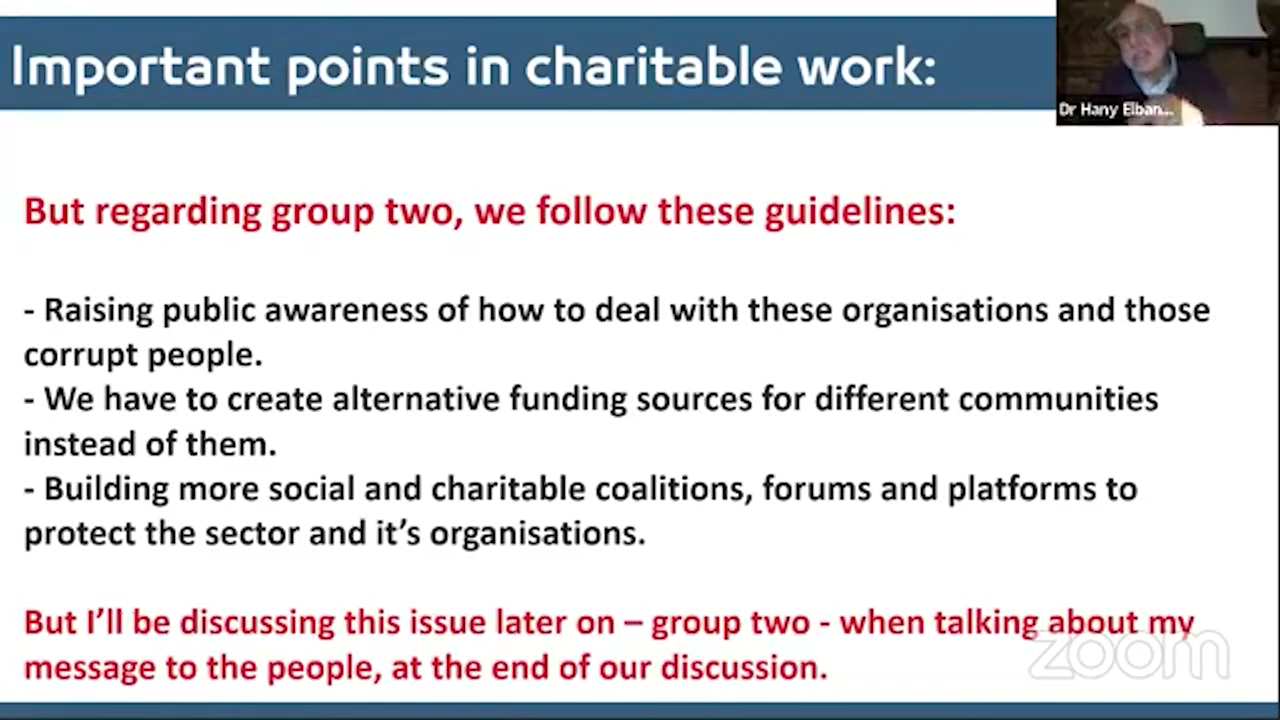 Important points in charitable work:
Dr Hany Elban...
But regarding group two, we follow these guidelines:
- Raising public awareness of how to deal with these organisations and those
corrupt people.
- We have to create alternative funding sources for different communities
instead of them.
- Building more social and charitable coalitions, forums and platforms to
protect the sector and it’s organisations.
But I’ll be discussing this issue later on – group two - when talking about my
message to the people, at the end of our discussion.
zoom